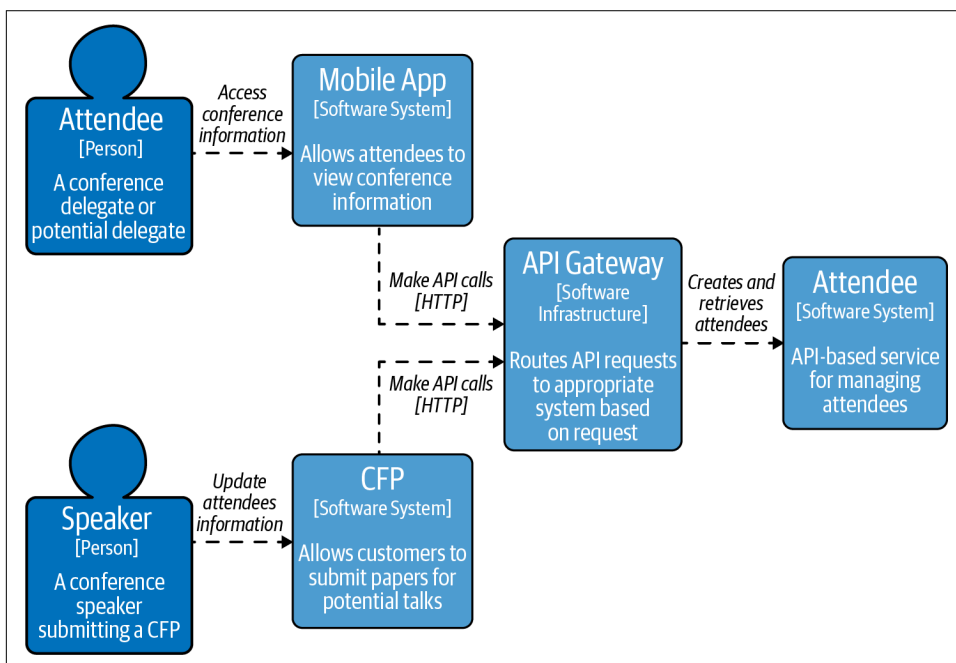 Attendee
[Person]
A conference
delegate or
potential delegate
Access
conference
information
Mobile App
[Software System]
Allows attendees to
view conference
information
Make API calls
[HTTP]
API Gateway
[Software
Infrastructure]
Routes API requests
to appropriate
system based
on request
Creates and
retrieves
attendees
Attendee
[Software System]
API-based service
for managing
attendees
Make API calls
[HTTP]
Speaker
[Person]
A conference
speaker
submitting a CFP
Update
attendees
information
CFP
[Software System]
Allows customers to
submit papers for
potential talks